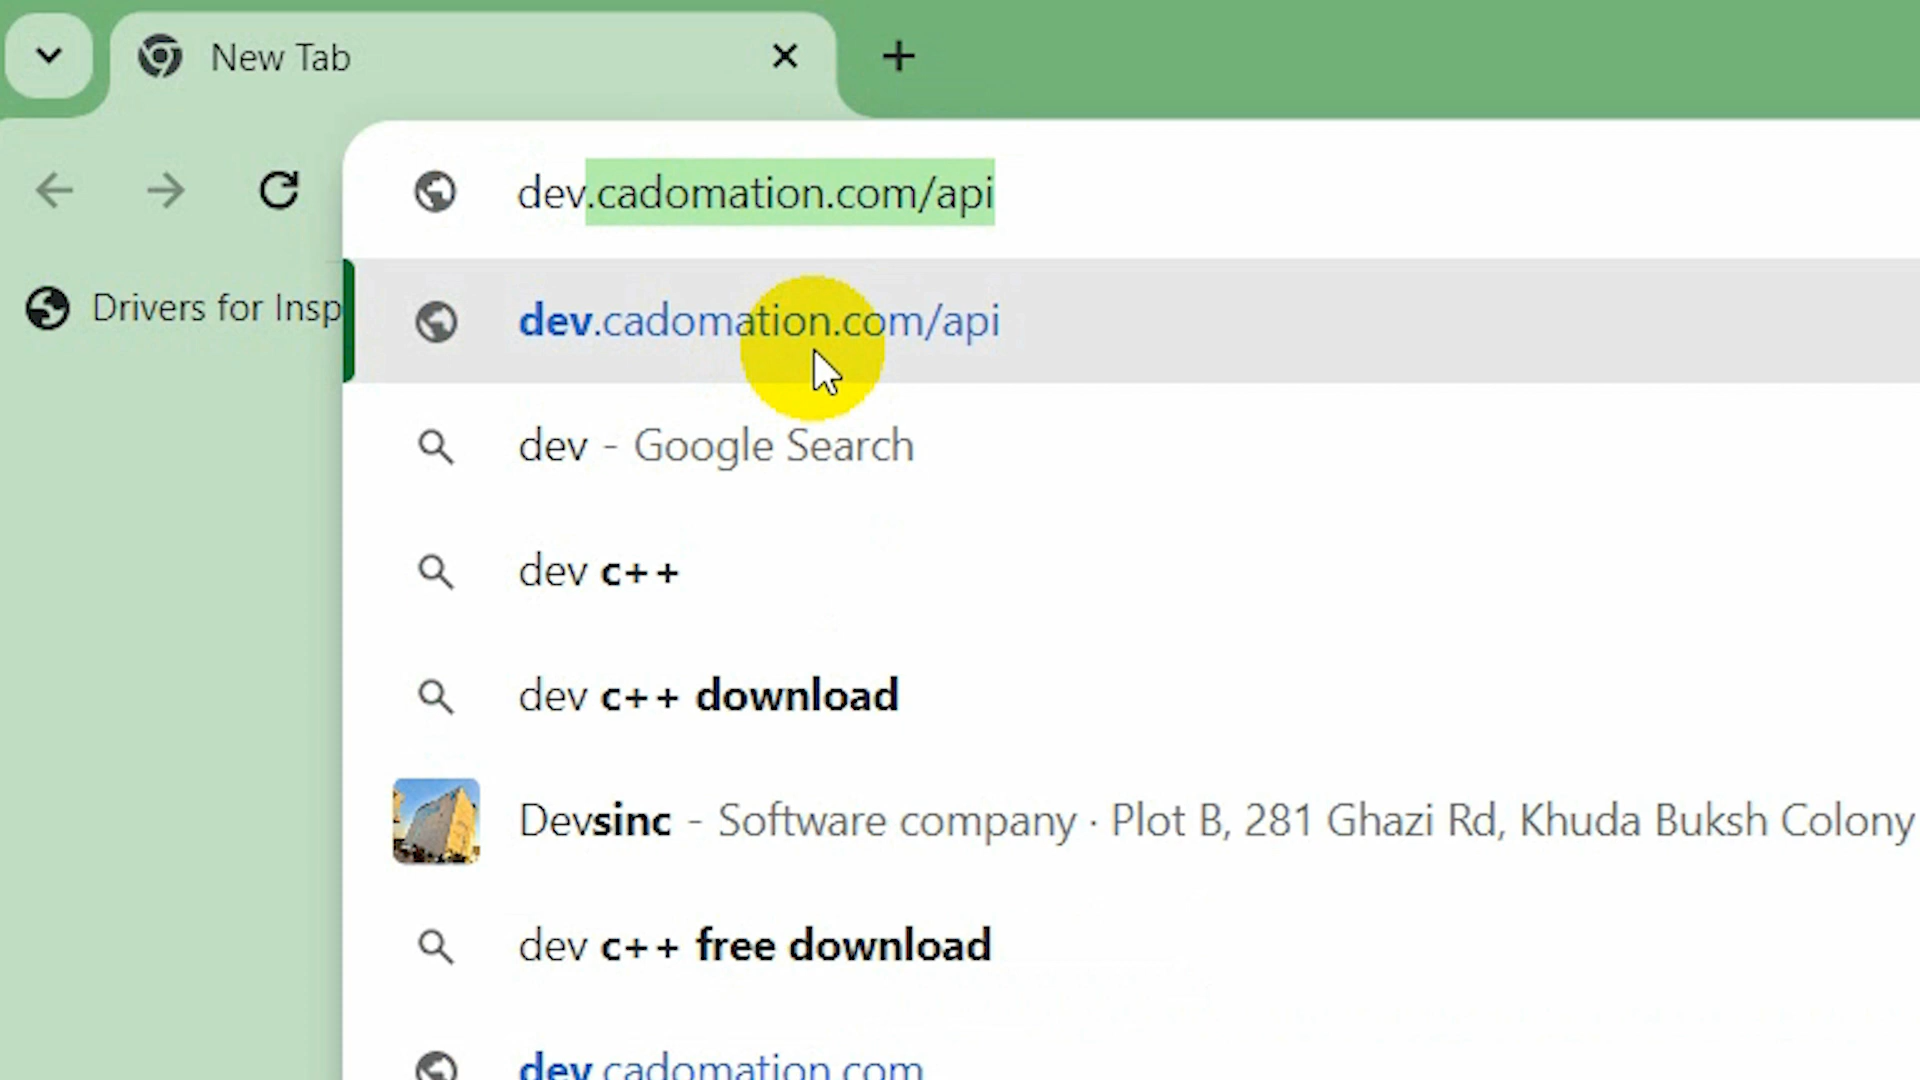 New Tab
dev.cadomation.com/api
Drivers for Insp
dev.cadomation.com/api
dev - Google Search
dev c++
dev c++ download
Devsinc - Software company · Plot B, 281 Ghazi Rd, Khuda Buksh Colony
dev c++ free download
dev.cadomation.com